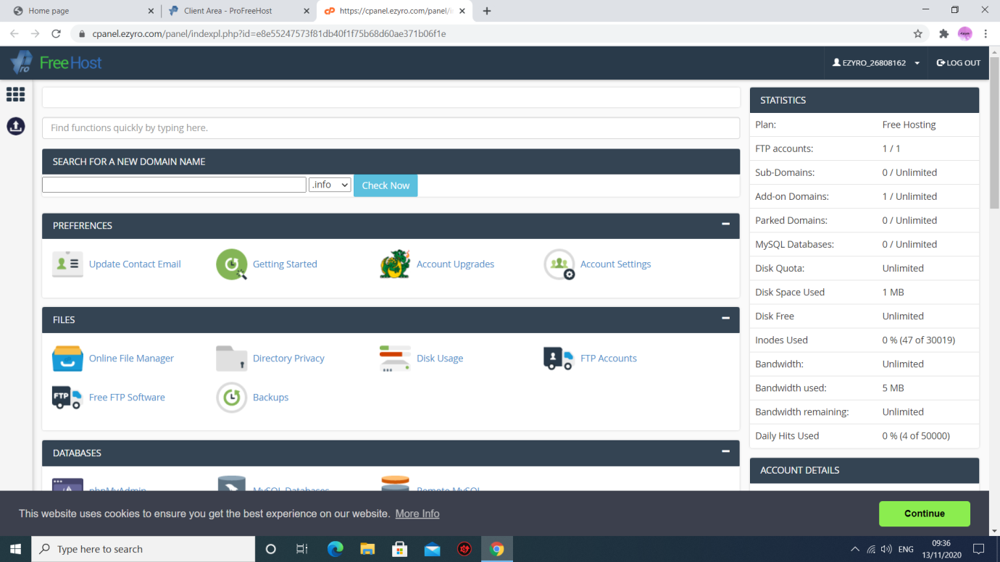 Home page
Client Area - ProFreeHost
https://cpanel.ezyro.com/panel/i
cpanel.ezyro.com/panel/indexpl.php?id=e8e55247573f81db40f1f75b68d60ae371b06f1e
FreeHost
EZYRO_26808162
LOG OUT
Find functions quickly by typing here.
SEARCH FOR A NEW DOMAIN NAME
.info
Check Now
PREFERENCES
Update Contact Email
Getting Started
Account Upgrades
Account Settings
FILES
Online File Manager
Directory Privacy
Disk Usage
FTP Accounts
FTP
Free FTP Software
Backups
DATABASES
phpMyAdmin
MySQL Databases
Remote MySQL
STATISTICS
Plan: Free Hosting
FTP accounts: 1 / 1
Sub-Domains: 0 / Unlimited
Add-on Domains: 1 / Unlimited
Parked Domains: 0 / Unlimited
MySQL Databases: 0 / Unlimited
Disk Quota: Unlimited
Disk Space Used 1 MB
Disk Free Unlimited
Inodes Used 0 % (47 of 30019)
Bandwidth: Unlimited
Bandwidth used: 5 MB
Bandwidth remaining: Unlimited
Daily Hits Used 0 % (4 of 50000)
ACCOUNT DETAILS
This website uses cookies to ensure you get the best experience on our website. More Info
Continue
Type here to search
ENG
09:36
13/11/2020